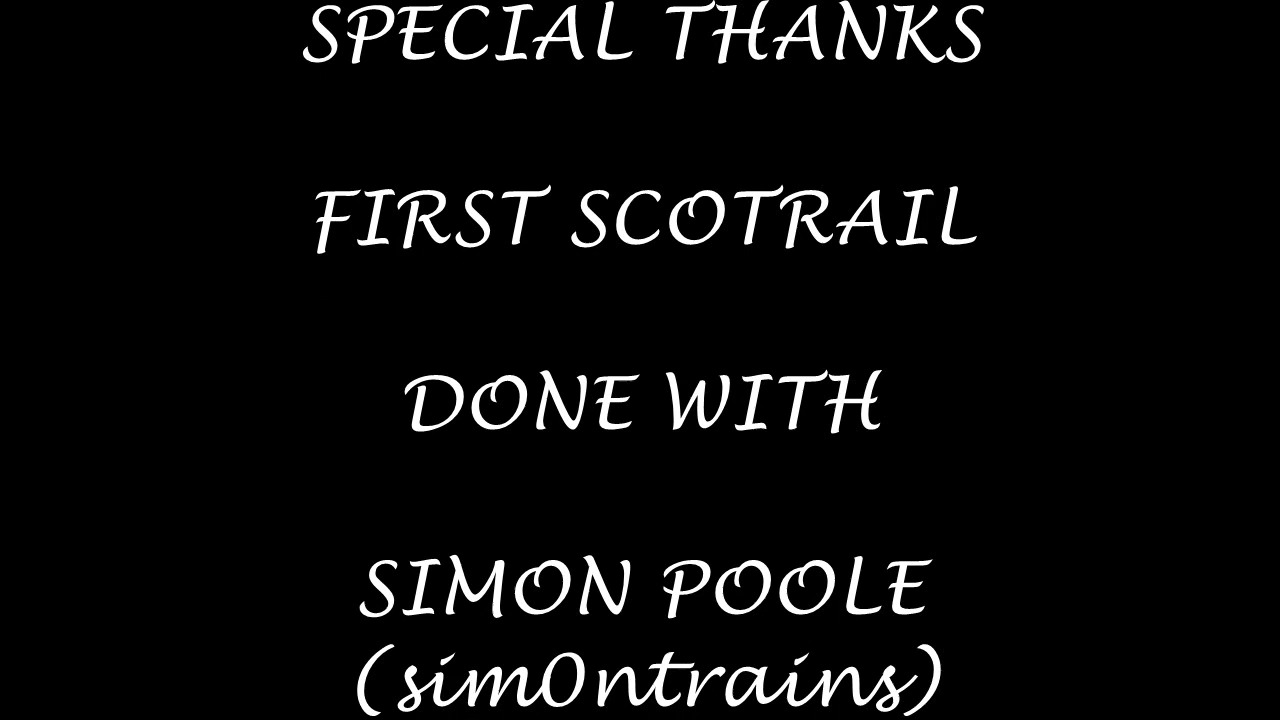 SPECIAL THANKS
FIRST SCOTRAIL
DONE WITH
SIMON POOLE
(sim0ntrains)